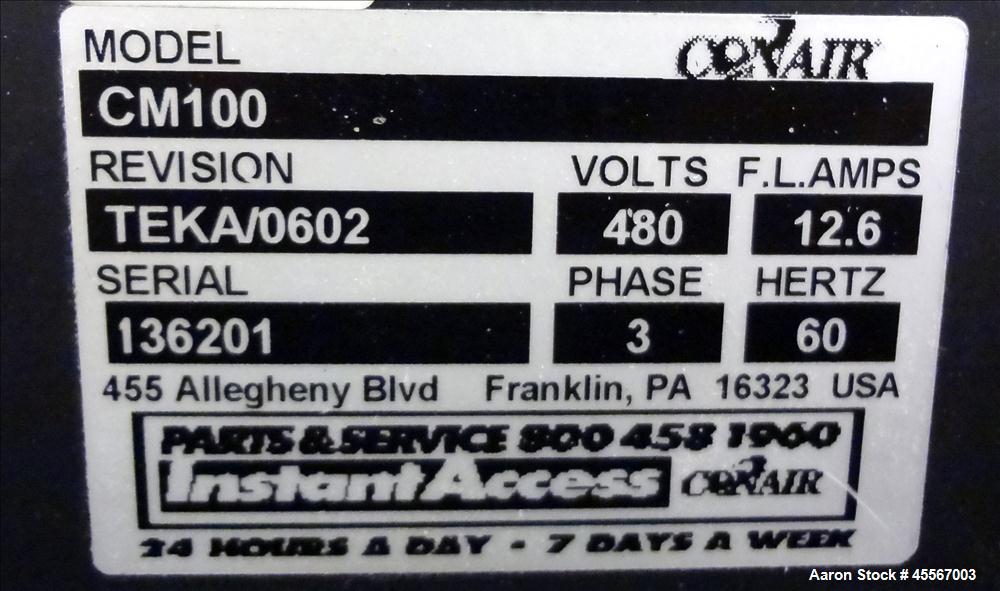 MODEL CONAIR
CM100
REVISION VOLTS F.L.AMPS
TEKA/0602 480 12.6
SERIAL PHASE HERTZ
136201 3 60
455 Allegheny Blvd Franklin, PA 16323 USA
PARTS & SERVICE 800 458 1960
Instant Access CONAIR
24 HOURS A DAY - 7 DAYS A WEEK
Aaron Stock # 45567003